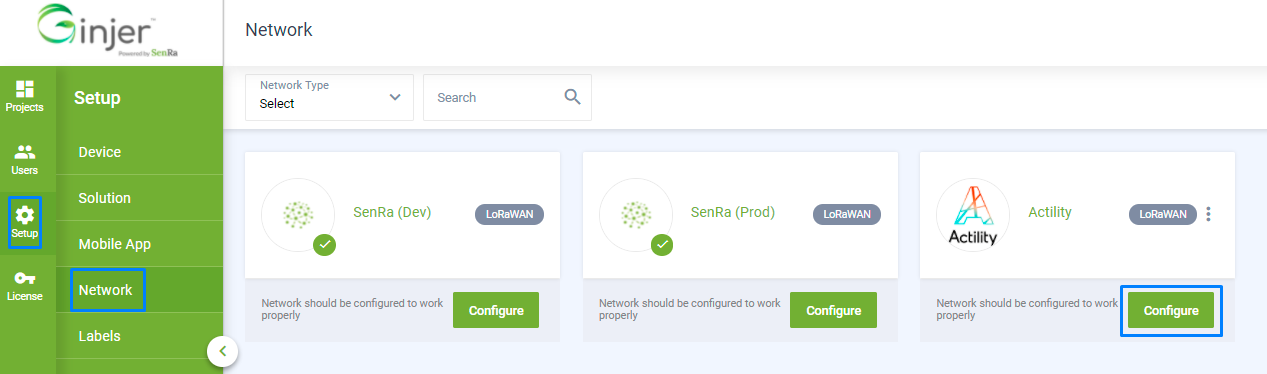 Ginjer™
Powered by SenRa
Network
Projects
Users
Setup
License
Setup
Device
Solution
Mobile App
Network
Labels
Network Type
Select
Search
SenRa (Dev)
LoRaWAN
Network should be configured to work
properly
Configure
SenRa (Prod)
LoRaWAN
Network should be configured to work
properly
Configure
Actility
Actility
LoRaWAN
Network should be configured to work
properly
Configure